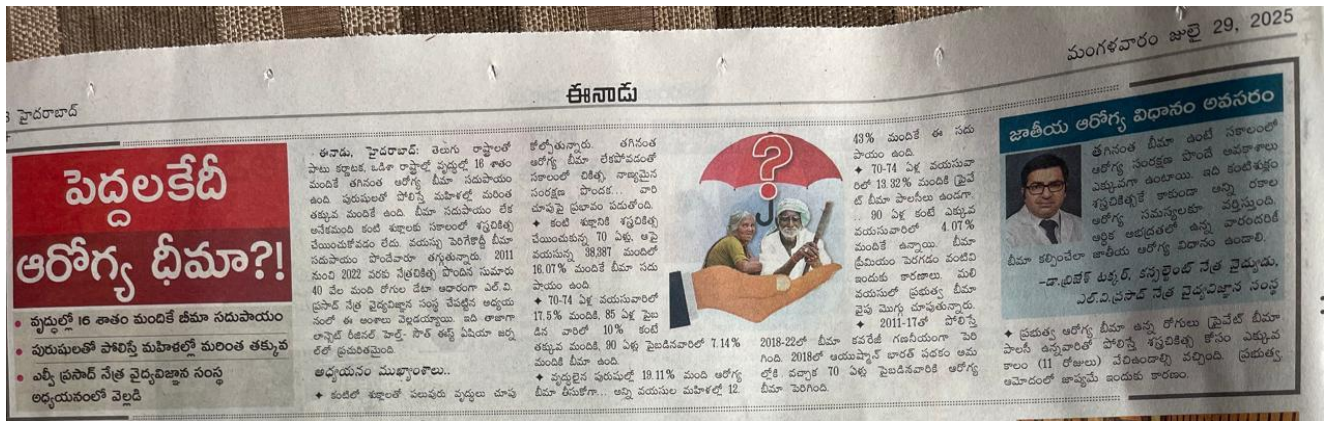 మంగళవారం జులై 29, 2025
హైదరాబాద్
ఈనాడు
పెద్దలకేదీ
ఆరోగ్య ధీమా?!
• వృద్ధుల్లో 16 శాతం మందికే బీమా సదుపాయం
• పురుషులతో పోలిస్తే మహిళల్లో మరింత తక్కువ
• ఎల్వీ ప్రసాద్ నేత్ర వైద్యవిజ్ఞాన సంస్థ
అధ్యయనంలో వెల్లడి
ఈనాడు, హైదరాబాద్: తెలుగు రాష్ట్రాలతో
పాటు కర్ణాటక, ఒడిశా రాష్ట్రాల్లో వృద్ధుల్లో 16 శాతం
మందికే తగినంత ఆరోగ్య బీమా సదుపాయం
ఉంది. పురుషులతో పోలిస్తే మహిళల్లో మరింత
తక్కువ మందికే ఉంది. బీమా సదుపాయం లేక
అనేకమంది కంటి శుక్లాలకు సకాలంలో శస్త్రచికిత్స
చేయించుకోవడం లేదు. వయస్సు పెరిగేకొద్దీ బీమా
సదుపాయం పొందేవారూ తగ్గుతున్నారు. 2011
నుంచి 2022 వరకు నేత్రచికిత్స పొందిన సుమారు
40 వేల మంది రోగుల డేటా ఆధారంగా ఎల్.వి.
ప్రసాద్ నేత్ర వైద్యవిజ్ఞాన సంస్థ చేపట్టిన అధ్యయ
నంలో ఈ అంశాలు వెల్లడయ్యాయి. ఇది తాజాగా
లాన్సెట్ రీజినల్ హెల్త్- సౌత్ ఈస్ట్ ఏషియా జర్న
ల్‌లో ప్రచురితమైంది.
అధ్యయనం ముఖ్యాంశాలు..
✦ కంటిలో శుక్లాలతో పలువురు వృద్ధులు చూపు
కోల్పోతున్నారు. తగినంత
ఆరోగ్య బీమా లేకపోవడంతో
సకాలంలో చికిత్స, నాణ్యమైన
సంరక్షణ పొందక... వారి
చూపుపై ప్రభావం పడుతోంది.
✦ కంటి శుక్లానికి శస్త్రచికిత్స
చేయించుకున్న 70 ఏళ్లు, ఆపై
వయసున్న 38,387 మందిలో
16.07% మందికే బీమా సదు
పాయం ఉంది.
✦ 70-74 ఏళ్ల వయసువారిలో
17.5% మందికి, 85 ఏళ్ల పైబ
డిన వారిలో 10% కంటే
తక్కువ మందికి, 90 ఏళ్లు పైబడినవారిలో 7.14%
మందికి బీమా ఉంది.
✦ వృద్ధులైన పురుషుల్లో 19.11% మంది ఆరోగ్య
బీమా తీసుకోగా... అన్ని వయసుల మహిళల్లో 12.
43% మందికే ఈ సదు
పాయం ఉంది.
✦ 70-74 ఏళ్ల వయసువా
రిలో 13.32% మందికి ప్రైవే
ట్ బీమా పాలసీలు ఉండగా..
.. 90 ఏళ్ల కంటే ఎక్కువ
వయసువారిలో 4.07%
మందికే ఉన్నాయి. బీమా
ప్రీమియం పెరగడం వంటివి
ఇందుకు కారణాలు. మలి
వయసులో ప్రభుత్వ బీమా
వైపు మొగ్గు చూపుతున్నారు.
✦ 2011-17తో పోలిస్తే
2018-22లో బీమా కవరేజీ గణనీయంగా పెరి
గింది. 2018లో ఆయుష్మాన్ భారత్ పథకం అమ
ల్లోకి వచ్చాక 70 ఏళ్లు పైబడినవారికి ఆరోగ్య
బీమా పెరిగింది.
జాతీయ ఆరోగ్య విధానం అవసరం
తగినంత బీమా ఉంటే సకాలంలో
ఆరోగ్య సంరక్షణ పొందే అవకాశాలు
ఎక్కువగా ఉంటాయి. ఇది కంటిశుక్లం
శస్త్రచికిత్సకే కాకుండా అన్ని రకాల
ఆరోగ్య సమస్యలకూ వర్తిస్తుంది.
ఆర్థిక అభద్రతలో ఉన్న వారందరికీ
బీమా కల్పించేలా జాతీయ ఆరోగ్య విధానం ఉండాలి.
-డా.బ్రిజేశ్ టక్కర్, కన్సల్టెంట్ నేత్ర వైద్యుడు,
ఎల్.వి.ప్రసాద్ నేత్ర వైద్యవిజ్ఞాన సంస్థ
✦ ప్రభుత్వ ఆరోగ్య బీమా ఉన్న రోగులు ప్రైవేట్ బీమా
పాలసీ ఉన్నవారితో పోలిస్తే శస్త్రచికిత్స కోసం ఎక్కువ
కాలం (11 రోజులు) వేచిఉండాల్సి వచ్చింది. ప్రభుత్వ
ఆమోదంలో జాప్యమే ఇందుకు కారణం.